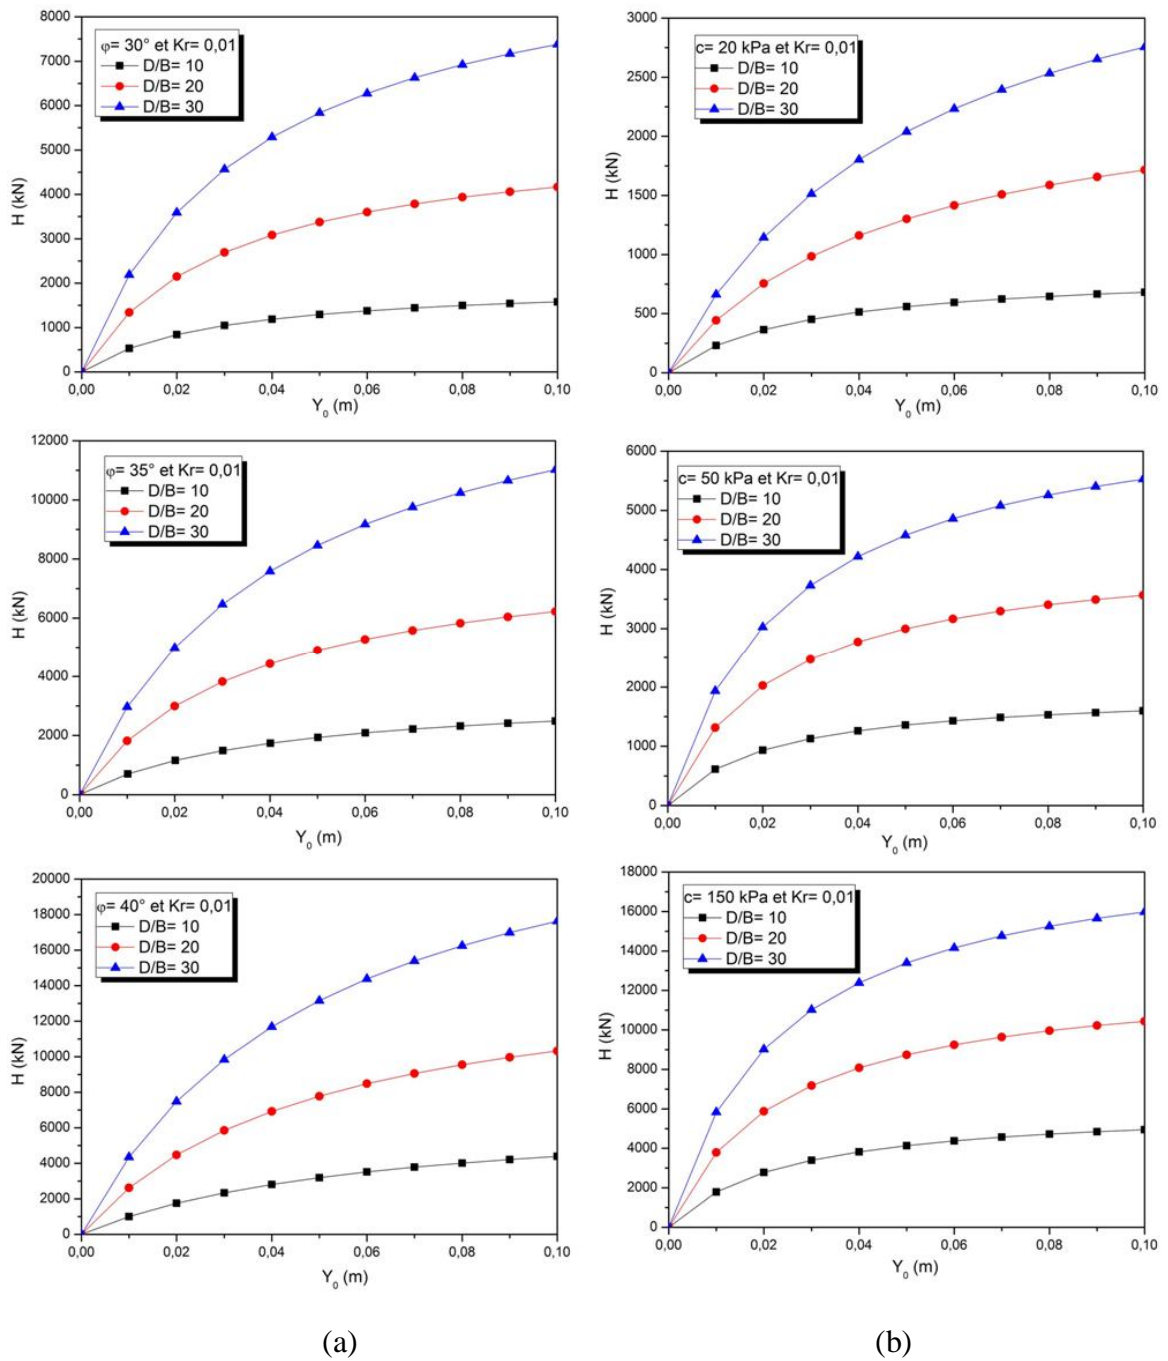 8000
7000
6000
5000
4000
3000
2000
1000
0
φ= 30° et Kr= 0,01
D/B= 10
D/B= 20
D/B= 30
H (kN)
0,00 0,02 0,04 0,06 0,08 0,10
Y₀ (m)
3000
2500
2000
1500
1000
500
0
c= 20 kPa et Kr= 0,01
D/B= 10
D/B= 20
D/B= 30
H (kN)
0,00 0,02 0,04 0,06 0,08 0,10
Y₀ (m)
12000
10000
8000
6000
4000
2000
0
φ= 35° et Kr= 0,01
D/B= 10
D/B= 20
D/B= 30
H (kN)
0,00 0,02 0,04 0,06 0,08 0,10
Y₀ (m)
6000
5000
4000
3000
2000
1000
0
c= 50 kPa et Kr= 0,01
D/B= 10
D/B= 20
D/B= 30
H (kN)
0,00 0,02 0,04 0,06 0,08 0,10
Y₀ (m)
20000
18000
16000
14000
12000
10000
8000
6000
4000
2000
0
φ= 40° et Kr= 0,01
D/B= 10
D/B= 20
D/B= 30
H (kN)
0,00 0,02 0,04 0,06 0,08 0,10
Y₀ (m)
18000
16000
14000
12000
10000
8000
6000
4000
2000
0
c= 150 kPa et Kr= 0,01
D/B= 10
D/B= 20
D/B= 30
H (kN)
0,00 0,02 0,04 0,06 0,08 0,10
Y₀ (m)
(a) (b)